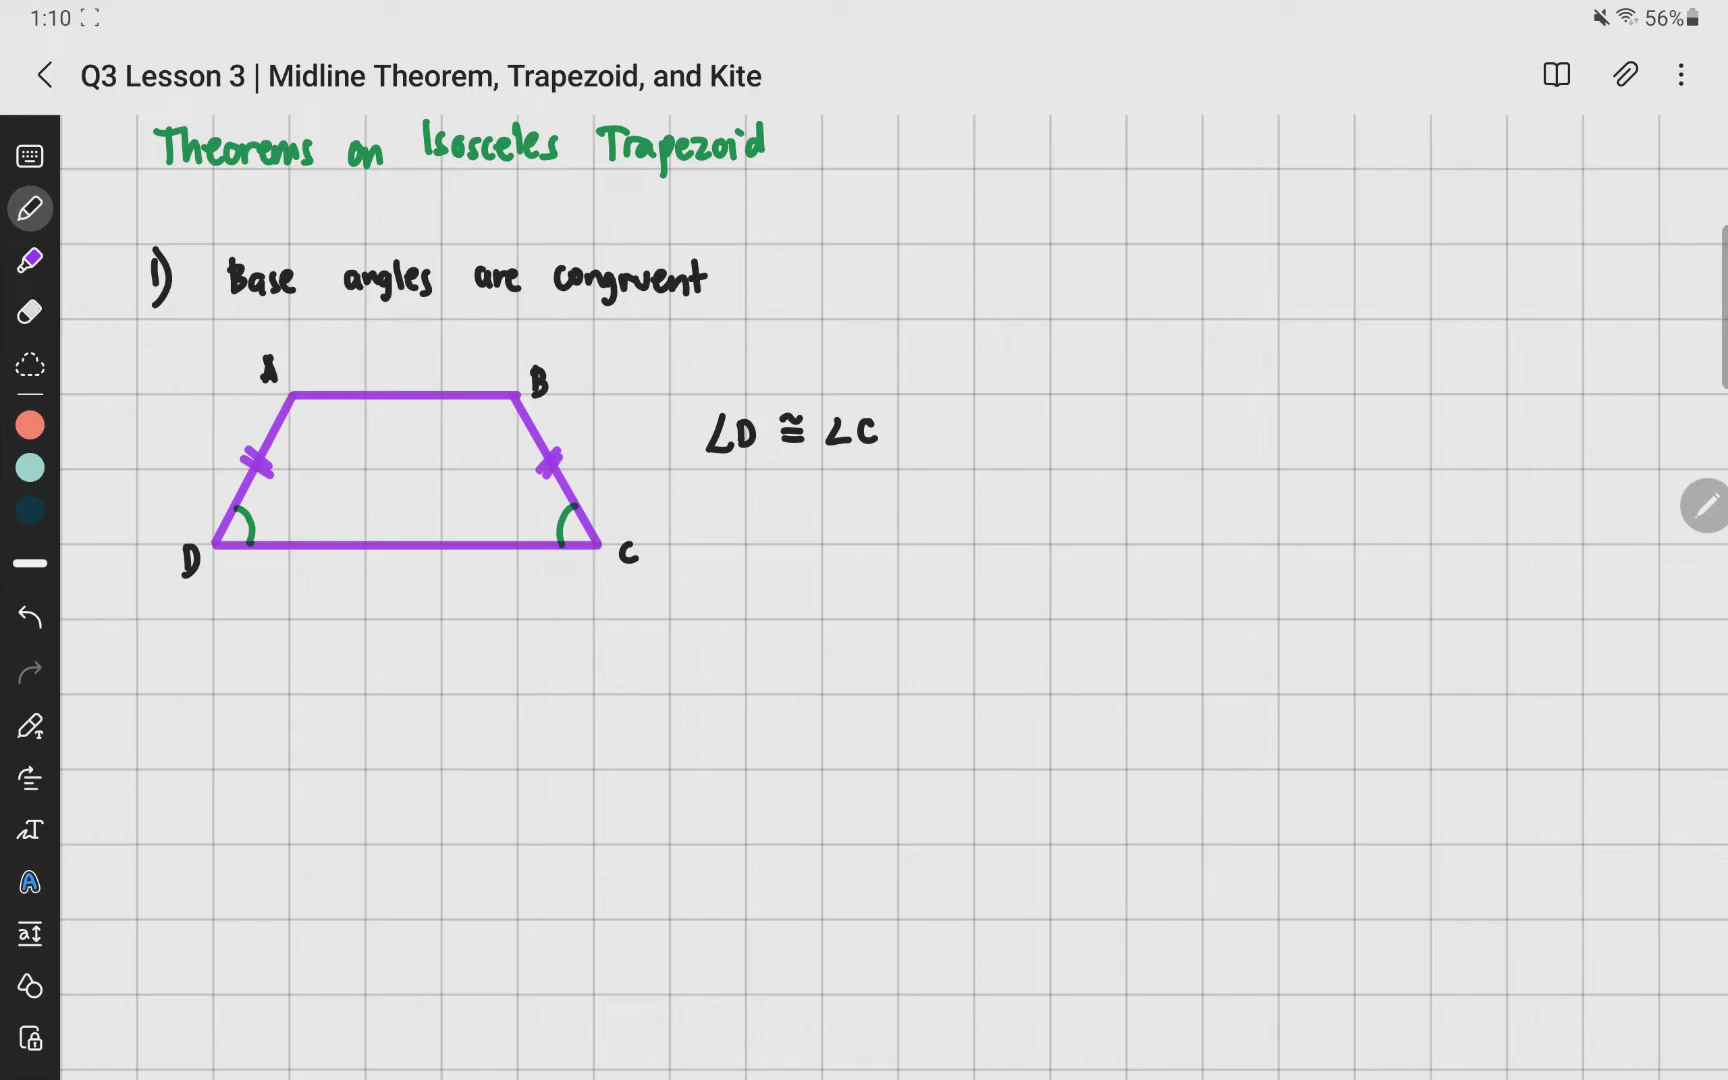 1:10
56%
Q3 Lesson 3 | Midline Theorem, Trapezoid, and Kite
Theorems on Isosceles Trapezoid
1) Base angles are congruent
A
B
∠D ≅ ∠C
D
C